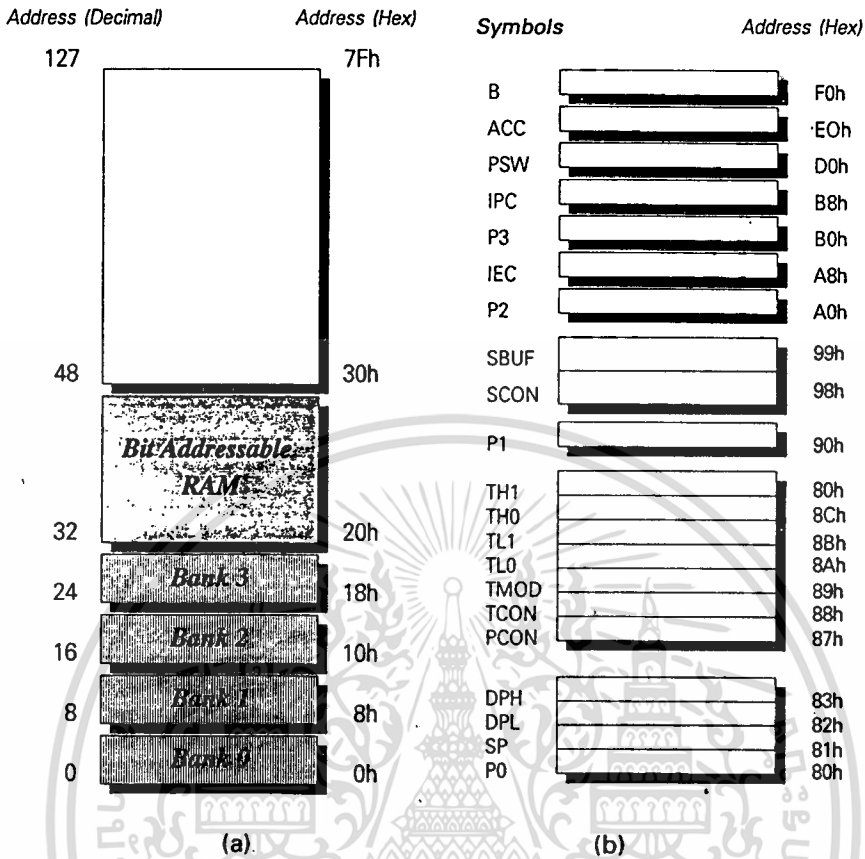 Address (Decimal)
Address (Hex)
127
7Fh
48
30h
Bit Addressable
RAM
32
20h
Bank 3
24
18h
Bank 2
16
10h
Bank 1
8
8h
Bank 0
0
0h
(a)
Symbols
Address (Hex)
B
F0h
ACC
EOh
PSW
D0h
IPC
B8h
P3
B0h
IEC
A8h
P2
A0h
SBUF
99h
SCON
98h
P1
90h
TH1
80h
TH0
8Ch
TL1
8Bh
TL0
8Ah
TMOD
89h
TCON
88h
PCON
87h
DPH
83h
DPL
82h
SP
81h
P0
80h
(b)